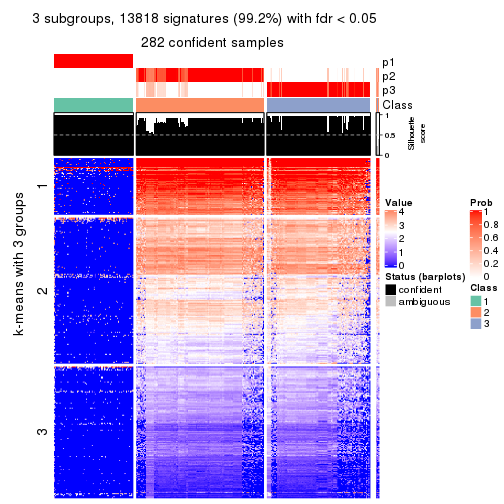 3 subgroups, 13818 signatures (99.2%) with fdr < 0.05
282 confident samples
p1
p2
p3
Class
1
0.5
0
Silhouette
score
k-means with 3 groups
1
2
3
Value
4
3
2
1
0
Prob
1
0.8
0.6
0.4
0.2
0
Status (barplots)
confident
ambiguous
Class
1
2
3